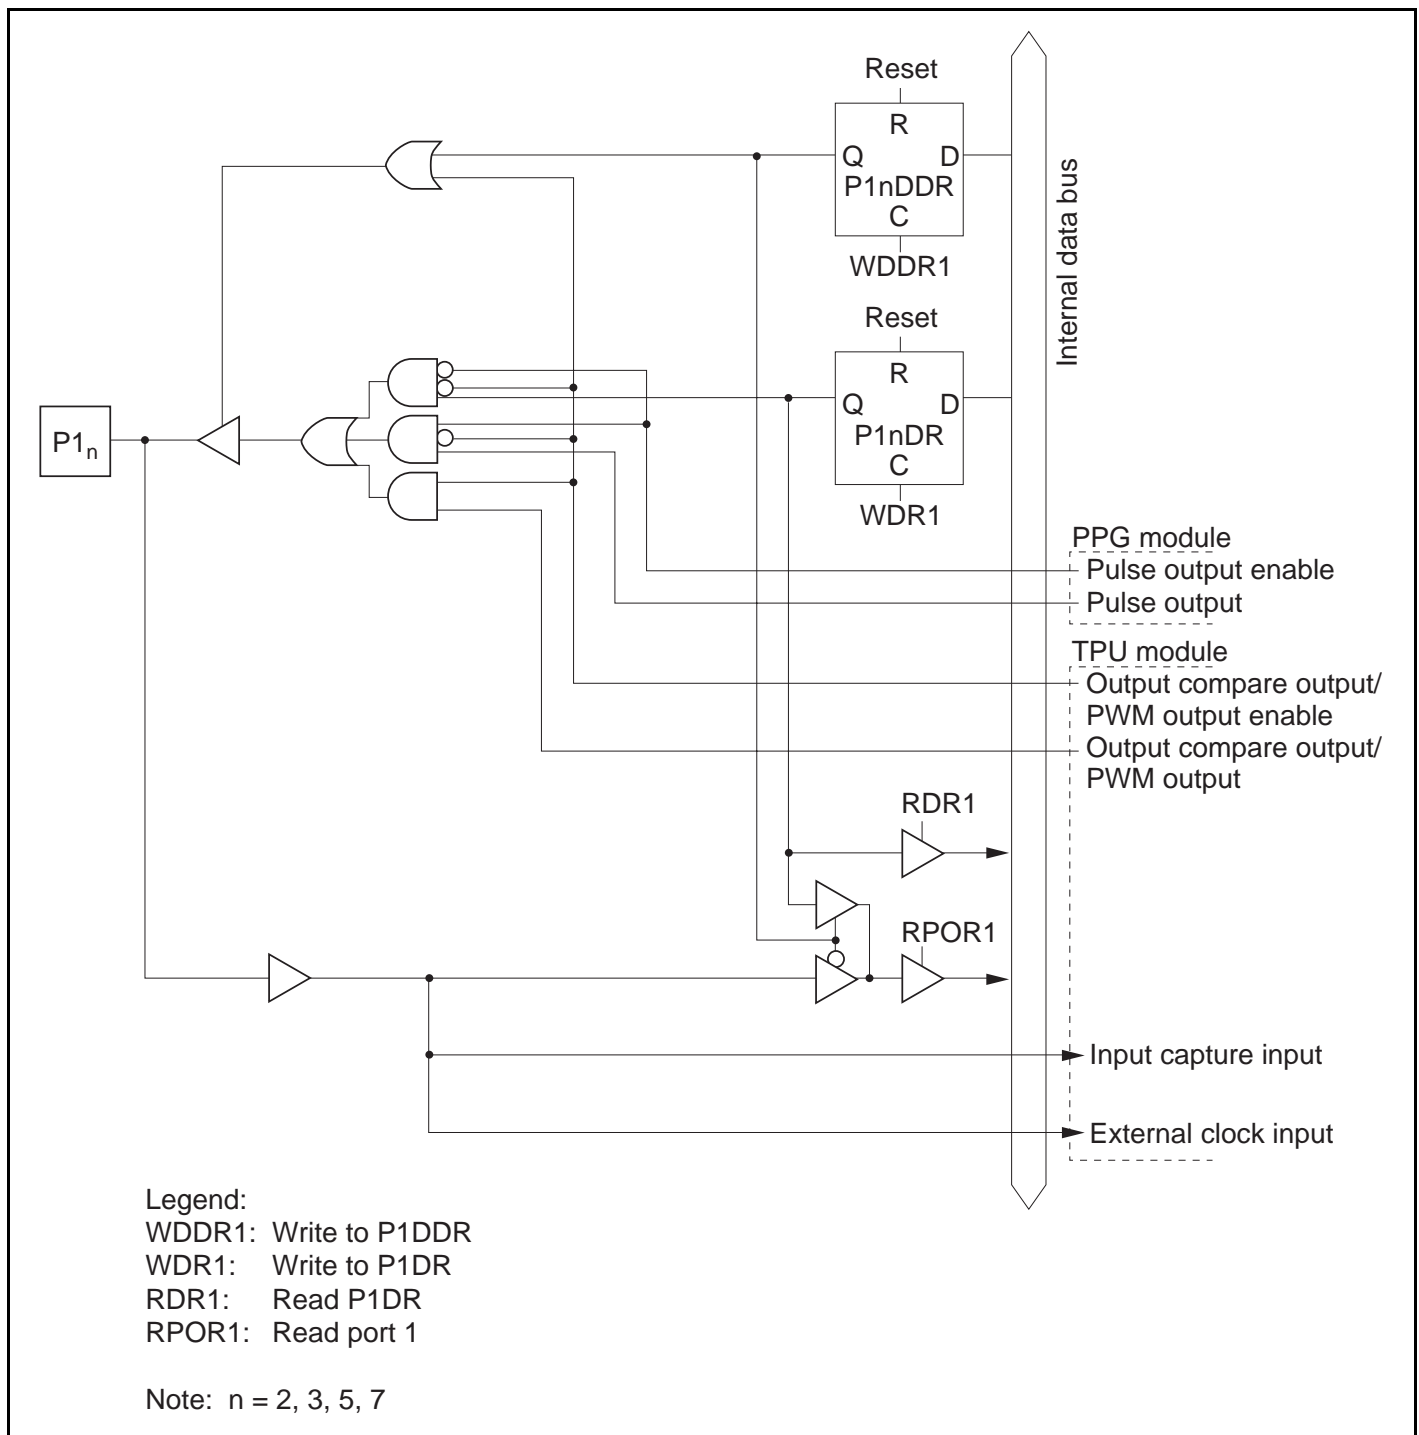 Reset
R
Q D
P1nDDR
C
WDDR1
Internal data bus
Reset
R
Q D
P1nDR
C
WDR1
P1n
PPG module
Pulse output enable
Pulse output
TPU module
Output compare output/
PWM output enable
Output compare output/
PWM output
RDR1
RPOR1
Input capture input
External clock input
Legend:
WDDR1: Write to P1DDR
WDR1: Write to P1DR
RDR1: Read P1DR
RPOR1: Read port 1
Note: n = 2, 3, 5, 7